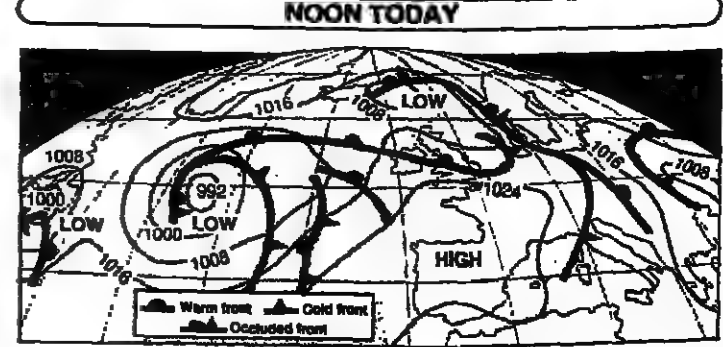 NOON TODAY
1016
1008
LOW
1008
1016
1008
1000
992
1024
LOW
1000
LOW
1008
HIGH
1016
Warm front
Cold front
Occluded front